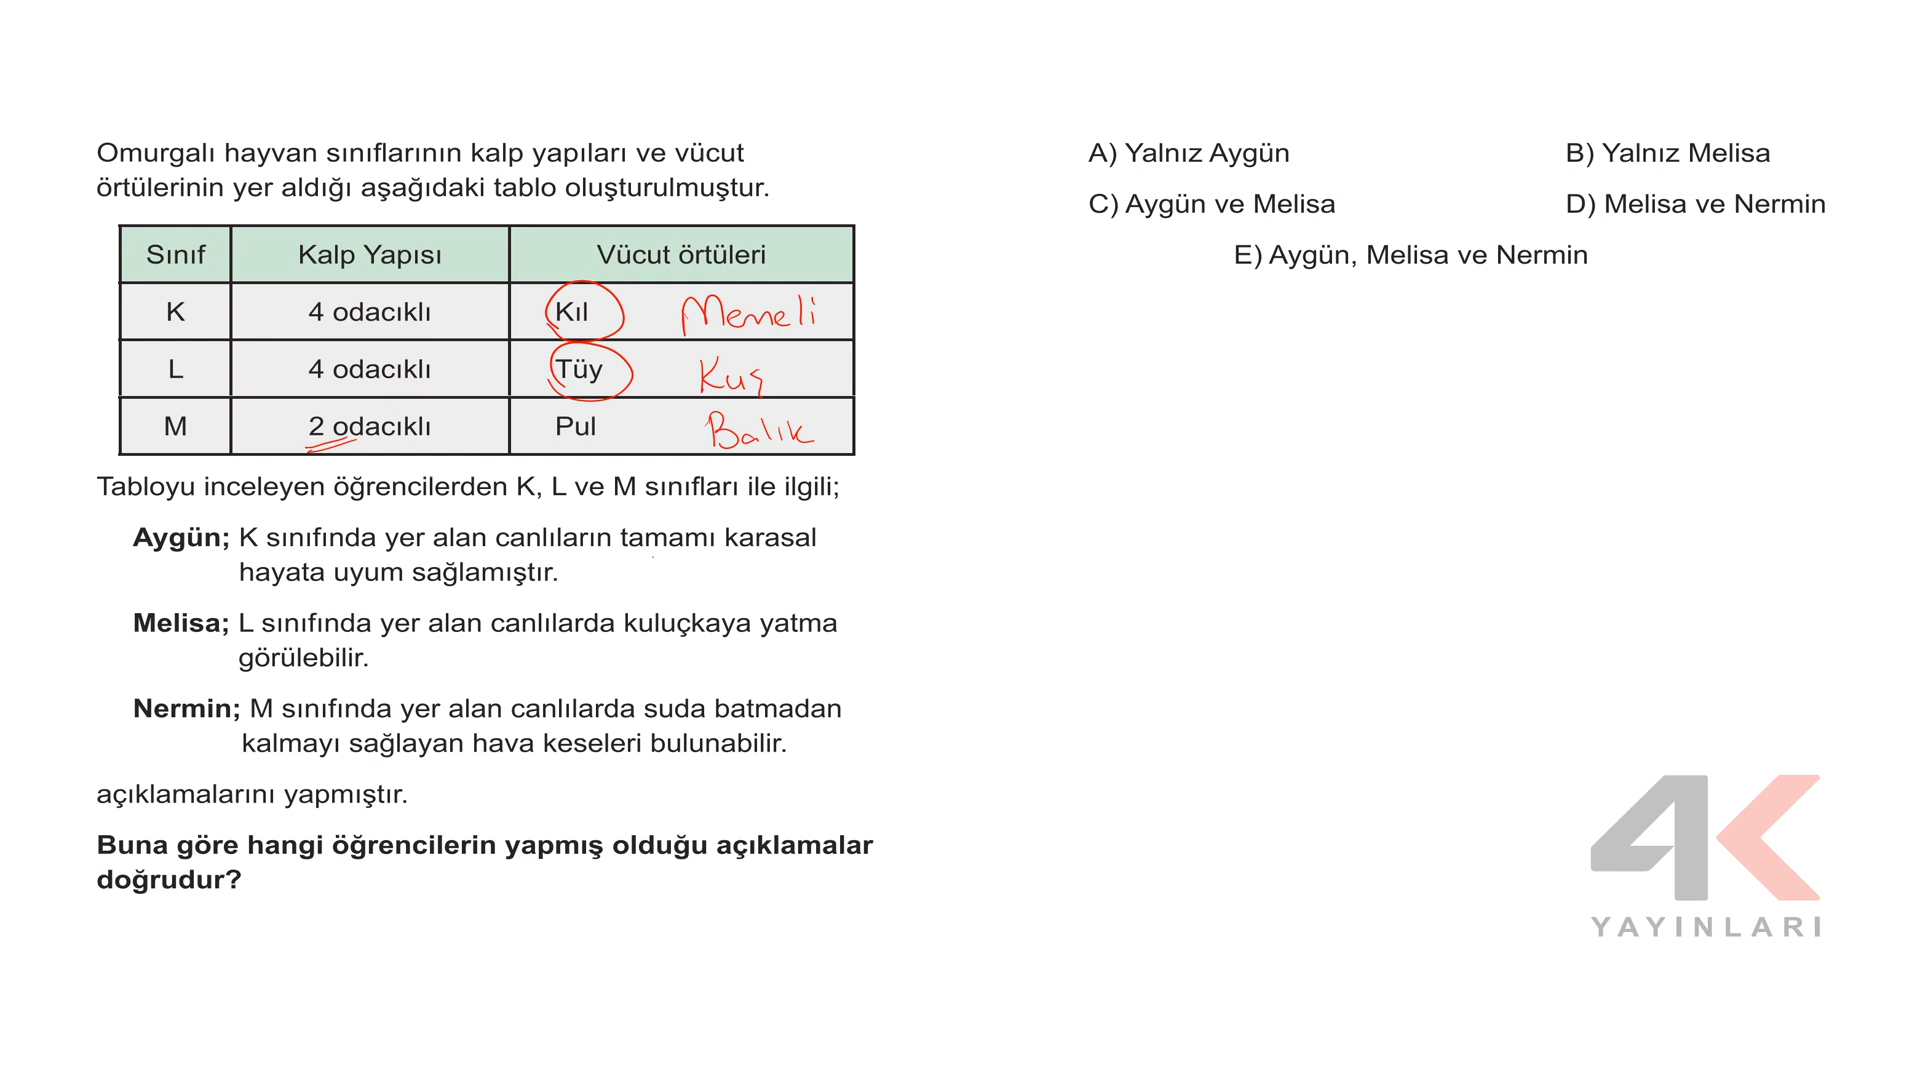 Omurgalı hayvan sınıflarının kalp yapıları ve vücut
örtülerinin yer aldığı aşağıdaki tablo oluşturulmuştur.
Sınıf Kalp Yapısı Vücut örtüleri
K 4 odacıklı Kıl Memeli
L 4 odacıklı Tüy Kuş
M 2 odacıklı Pul Balık
Tabloyu inceleyen öğrencilerden K, L ve M sınıfları ile ilgili;
Aygün; K sınıfında yer alan canlıların tamamı karasal
hayata uyum sağlamıştır.
Melisa; L sınıfında yer alan canlılarda kuluçkaya yatma
görülebilir.
Nermin; M sınıfında yer alan canlılarda suda batmadan
kalmayı sağlayan hava keseleri bulunabilir.
açıklamalarını yapmıştır.
Buna göre hangi öğrencilerin yapmış olduğu açıklamalar
doğrudur?
A) Yalnız Aygün B) Yalnız Melisa
C) Aygün ve Melisa D) Melisa ve Nermin
E) Aygün, Melisa ve Nermin
4K
YAYINLARI